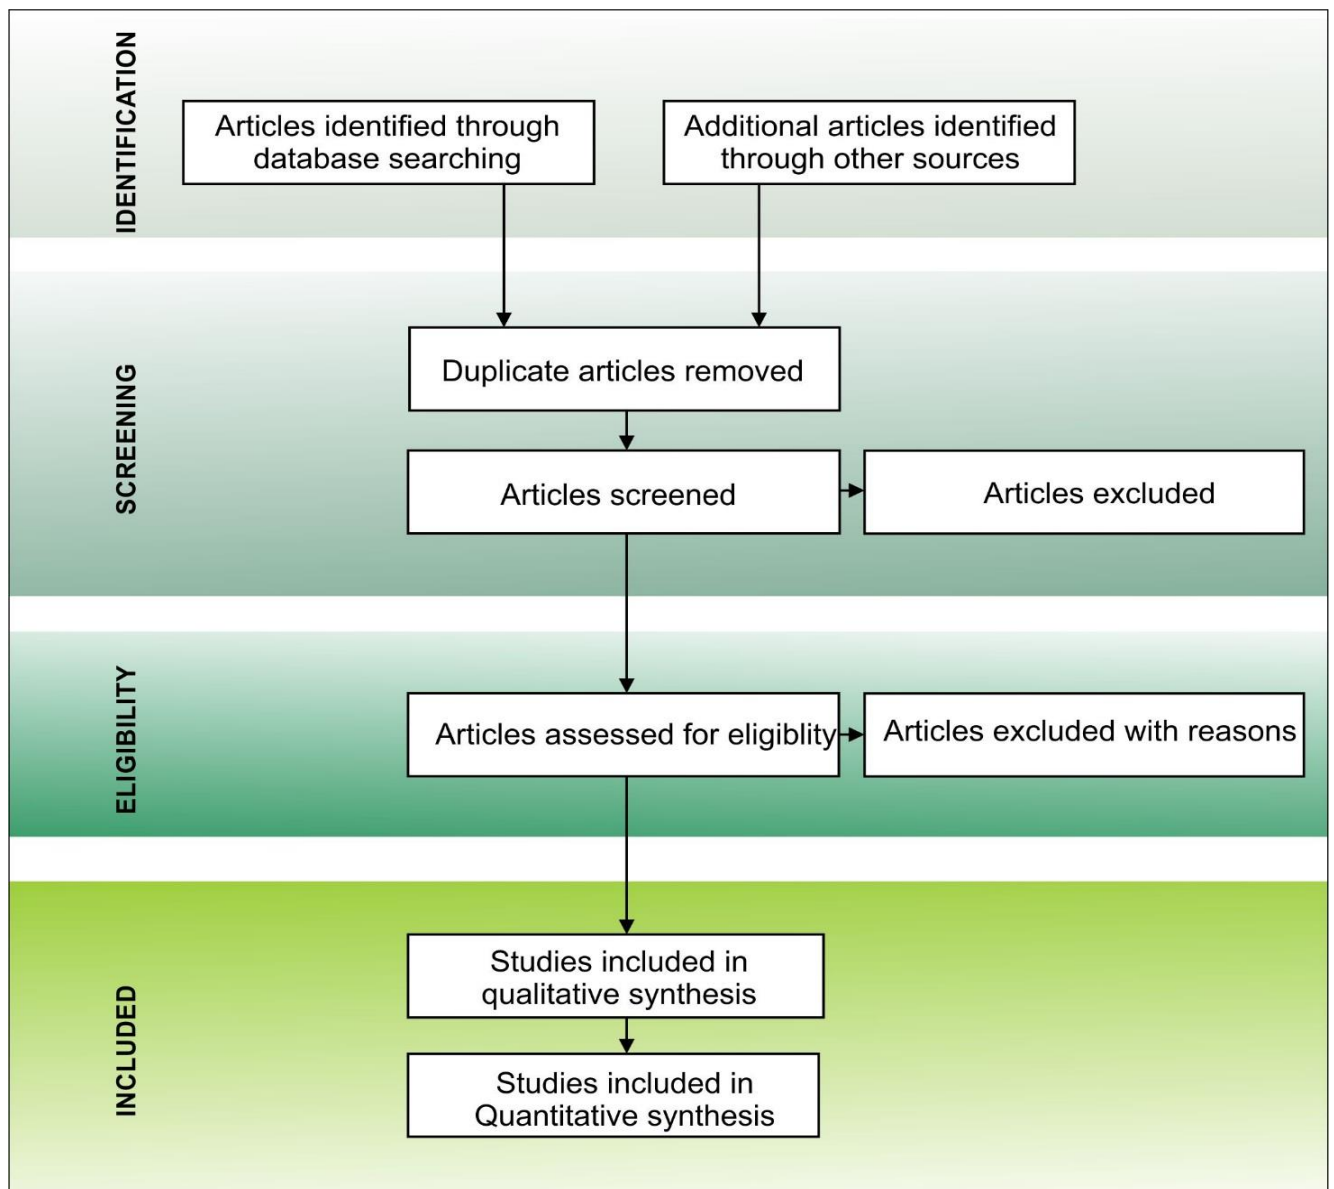 IDENTIFICATION
Articles identified through
database searching
Additional articles identified
through other sources
SCREENING
Duplicate articles removed
Articles screened
Articles excluded
ELIGIBILITY
Articles assessed for eligiblity
Articles excluded with reasons
INCLUDED
Studies included in
qualitative synthesis
Studies included in
Quantitative synthesis